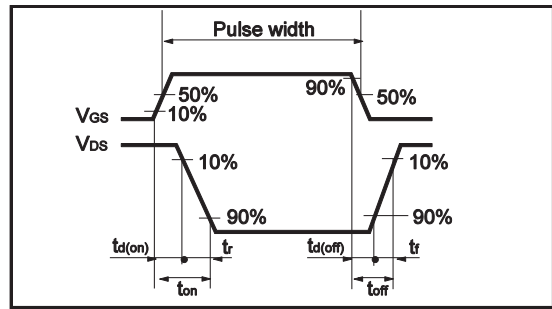 Pulse width
90%
50%
50%
10%
VGS
VDS
10%
10%
90%
90%
td(on)
tr
td(off)
tf
ton
toff